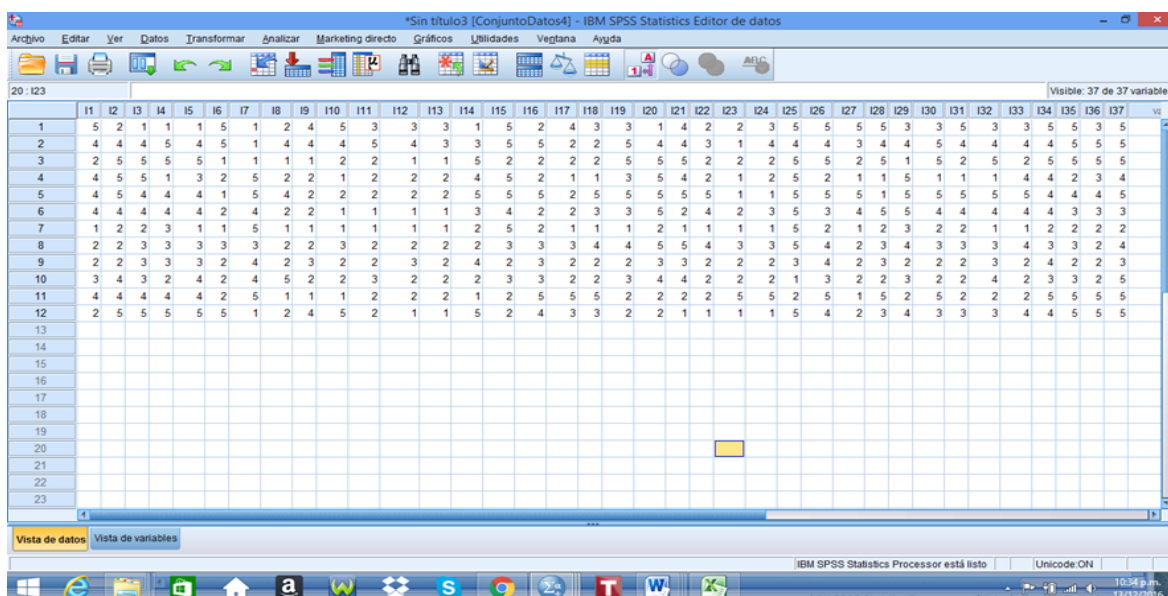 *Sin título3 [ConjuntoDatos4] - IBM SPSS Statistics Editor de datos
Archivo Editar Ver Datos Transformar Analizar Marketing directo Gráficos Utilidades Ventana Ayuda
20 : I23 Visible: 37 de 37 variable
I1 I2 I3 I4 I5 I6 I7 I8 I9 I10 I11 I12 I13 I14 I15 I16 I17 I18 I19 I20 I21 I22 I23 I24 I25 I26 I27 I28 I29 I30 I31 I32 I33 I34 I35 I36 I37
1 5 2 1 1 1 5 1 2 4 5 3 3 3 1 5 2 4 3 3 1 4 2 2 3 5 5 5 5 3 3 5 3 3 5 5 3 5
2 4 4 4 5 4 5 1 4 4 4 5 4 3 3 5 5 2 2 5 4 4 3 1 4 4 4 3 4 4 5 4 4 4 4 5 5 5
3 2 5 5 5 5 1 1 1 1 2 2 1 1 5 2 2 2 2 5 5 5 2 2 2 5 5 2 5 1 5 2 5 2 5 5 5 5
4 4 5 5 1 3 2 5 2 2 1 2 2 2 4 5 2 1 1 3 5 4 2 1 2 5 2 1 1 5 1 1 1 4 4 2 3 4
5 4 5 4 4 4 1 5 4 2 2 2 2 2 5 5 5 2 5 5 5 5 5 1 1 5 5 5 1 5 5 5 5 5 4 4 4 5
6 4 4 4 4 4 2 4 2 2 1 1 1 1 3 4 2 2 3 3 5 2 4 2 3 5 3 4 5 5 4 4 4 4 4 3 3 3
7 1 2 2 3 1 1 5 1 1 1 1 1 1 2 5 2 1 1 1 2 1 1 1 1 5 2 1 2 3 2 2 1 1 2 2 2 2
8 2 2 3 3 3 3 3 2 2 3 2 2 2 2 3 3 3 4 4 5 5 4 3 3 5 4 2 3 4 3 3 3 4 3 3 2 4
9 2 2 3 3 3 2 4 2 3 2 2 3 2 4 2 3 2 2 2 3 3 2 2 2 3 4 2 3 2 2 2 3 2 4 2 2 3
10 3 4 3 2 4 2 4 5 2 2 3 2 2 2 3 3 2 2 3 4 4 2 2 2 1 3 2 2 3 2 2 4 2 3 3 2 5
11 4 4 4 4 4 2 5 1 1 1 2 2 2 1 2 5 5 5 2 2 2 2 5 5 2 5 1 5 2 5 2 2 2 5 5 5 5
12 2 5 5 5 5 5 1 2 4 5 2 1 1 5 2 4 3 3 2 2 1 1 1 1 5 4 2 3 4 3 3 3 4 4 5 5 5
13
14
15
16
17
18
19
20
21
22
23
Vista de datos Vista de variables
IBM SPSS Statistics Processor está listo Unicode:ON
10:34 p.m.
13/12/2016